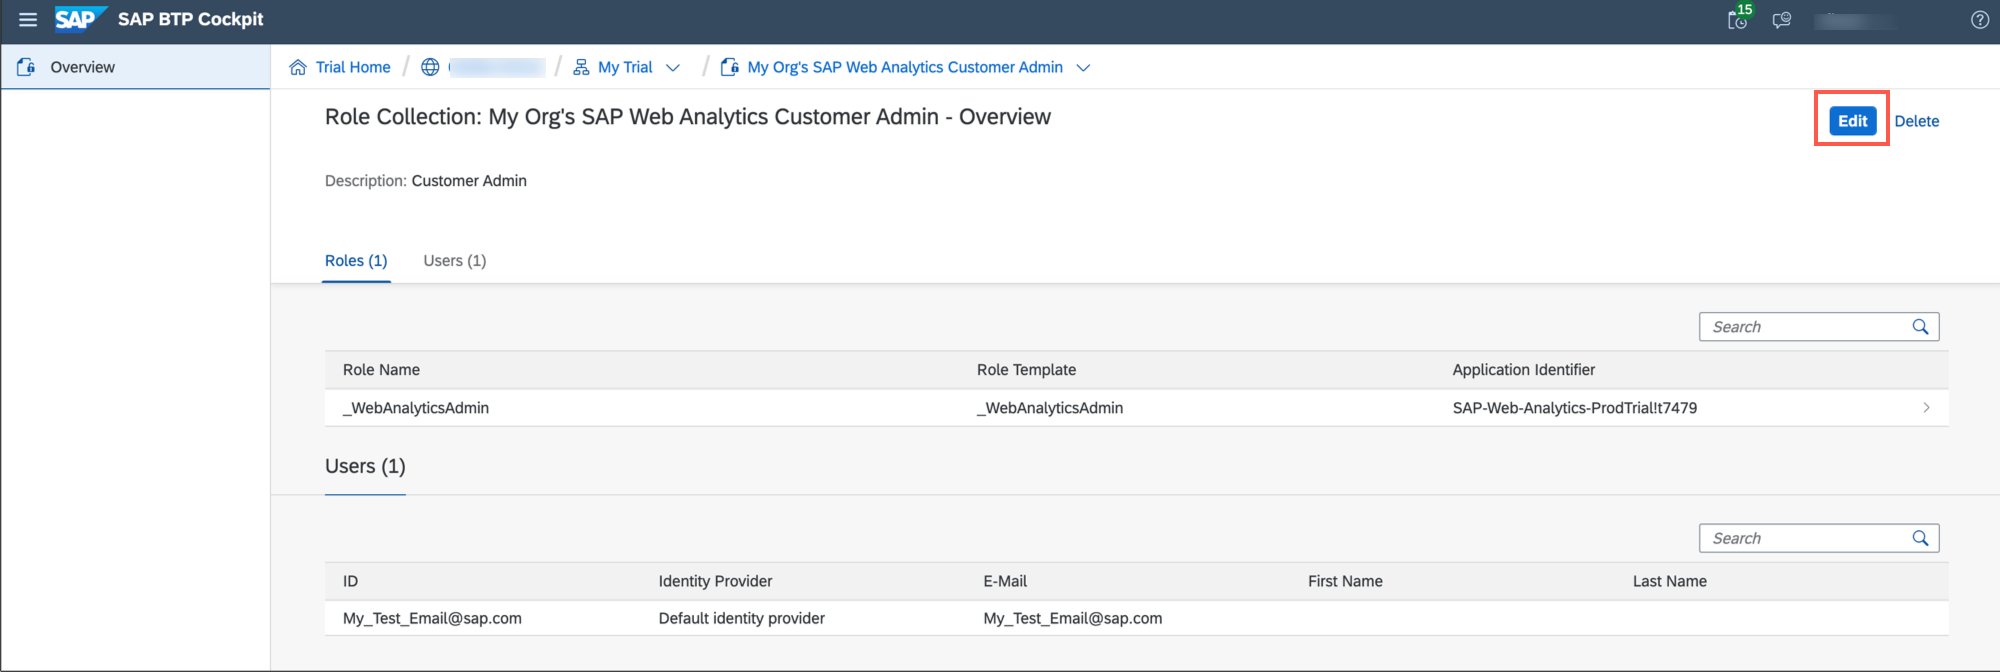 SAP SAP BTP Cockpit 15
Overview
Trial Home / / My Trial / My Org's SAP Web Analytics Customer Admin
Role Collection: My Org's SAP Web Analytics Customer Admin - Overview
Edit Delete
Description: Customer Admin
Roles (1) Users (1)
Search
Role Name Role Template Application Identifier
_WebAnalyticsAdmin _WebAnalyticsAdmin SAP-Web-Analytics-ProdTrial!t7479
Users (1)
Search
ID Identity Provider E-Mail First Name Last Name
My_Test_Email@sap.com Default identity provider My_Test_Email@sap.com